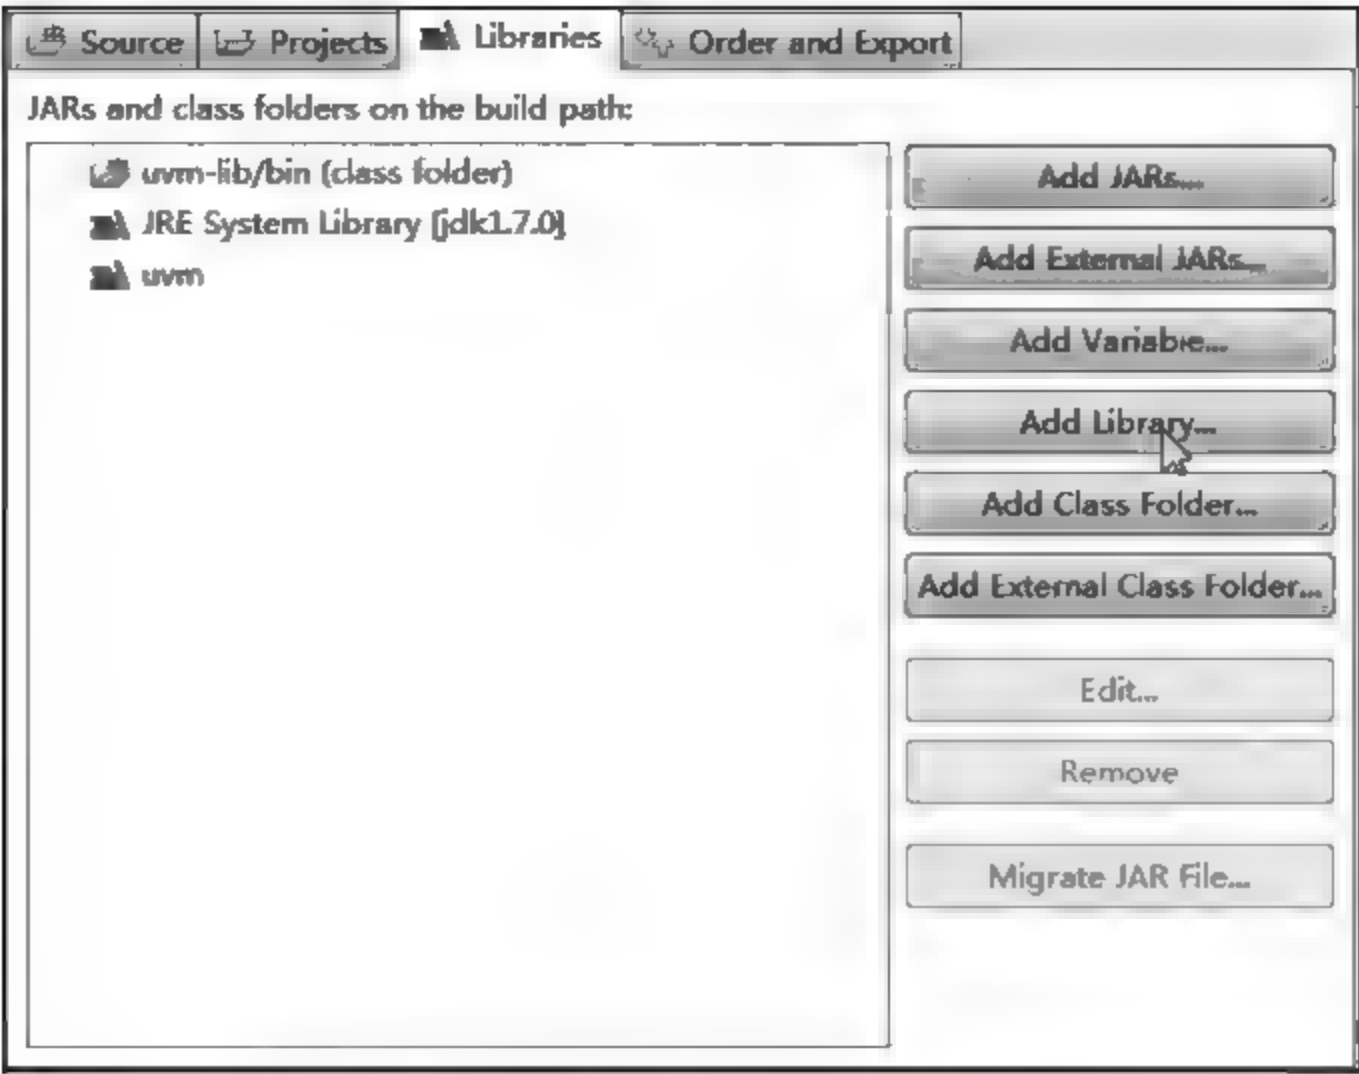 Source Projects Libraries Order and Export
JARs and class folders on the build path:
uvm-lib/bin (class folder)
JRE System Library [jdk1.7.0]
uvm
Add JARs...
Add External JARs...
Add Variable...
Add Library...
Add Class Folder...
Add External Class Folder...
Edit...
Remove
Migrate JAR File...